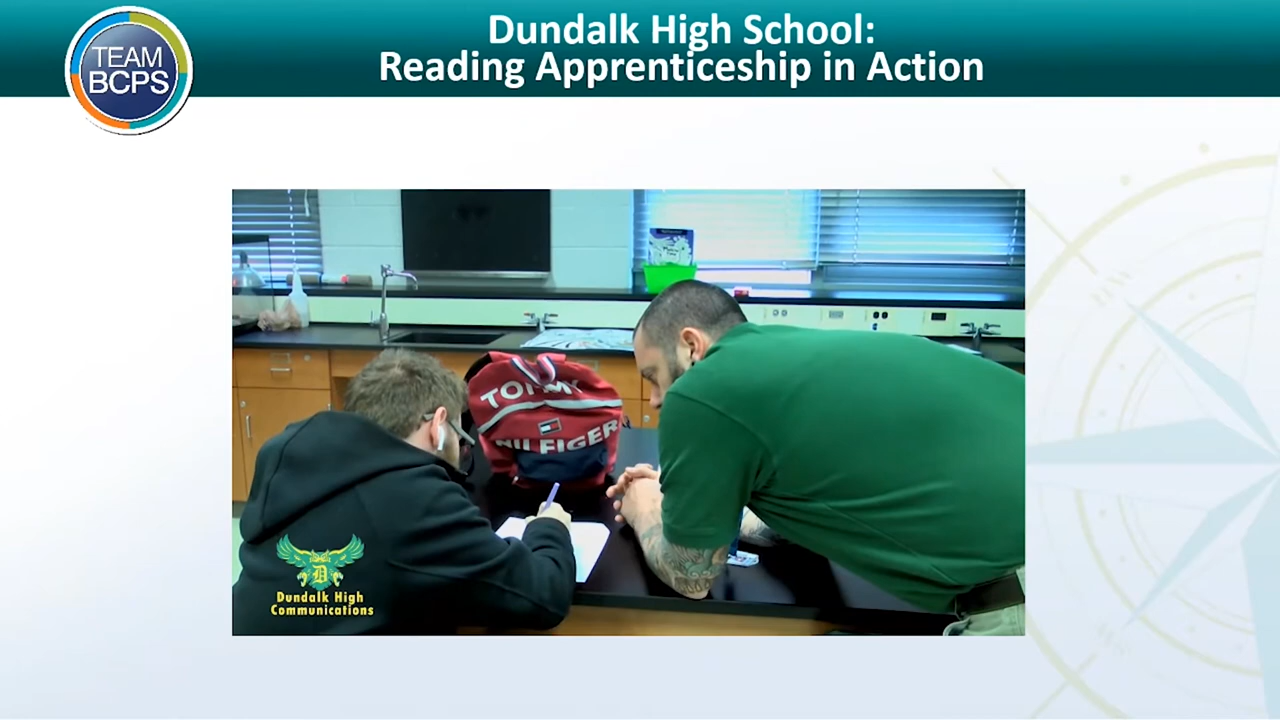 TEAM
BCPS
Dundalk High School:
Reading Apprenticeship in Action
TOMMY
HILFIGER
D
Dundalk High
Communications